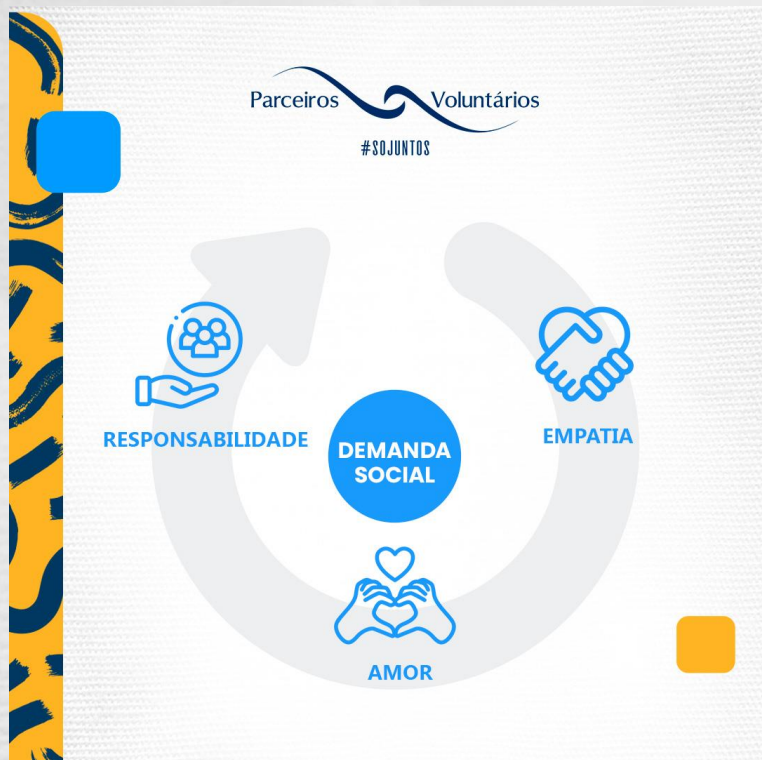 Parceiros Voluntários
#SOJUNTOS
RESPONSABILIDADE
EMPATIA
DEMANDA
SOCIAL
AMOR